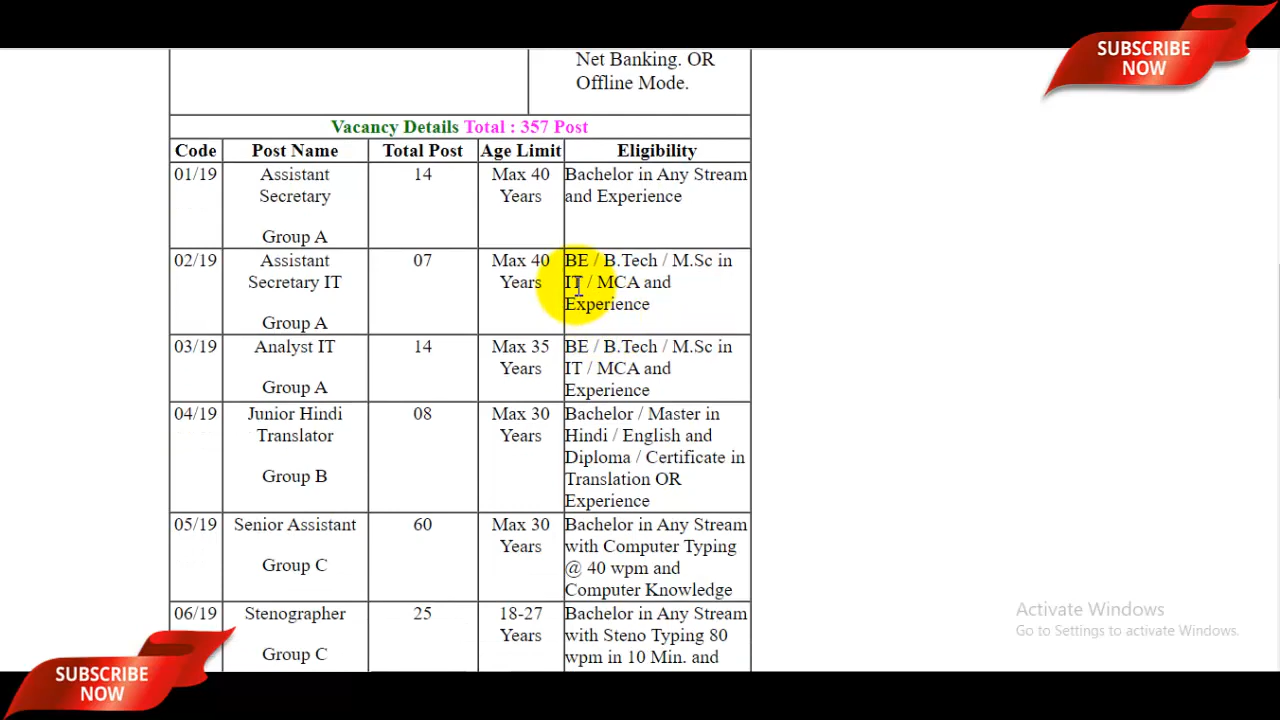 SUBSCRIBE
NOW
Net Banking. OR
Offline Mode.
Vacancy Details Total : 357 Post
Code Post Name Total Post Age Limit Eligibility
01/19 Assistant 14 Max 40 Bachelor in Any Stream
Secretary Years and Experience
Group A
02/19 Assistant 07 Max 40 BE / B.Tech / M.Sc in
Secretary IT Years IT / MCA and
Group A Experience
03/19 Analyst IT 14 Max 35 BE / B.Tech / M.Sc in
Years IT / MCA and
Group A Experience
04/19 Junior Hindi 08 Max 30 Bachelor / Master in
Translator Years Hindi / English and
Diploma / Certificate in
Group B Translation OR
Experience
05/19 Senior Assistant 60 Max 30 Bachelor in Any Stream
Years with Computer Typing
Group C @ 40 wpm and
Computer Knowledge
06/19 Stenographer 25 18-27 Bachelor in Any Stream
Years with Steno Typing 80
Group C wpm in 10 Min. and
Activate Windows
Go to Settings to activate Windows.
SUBSCRIBE
NOW